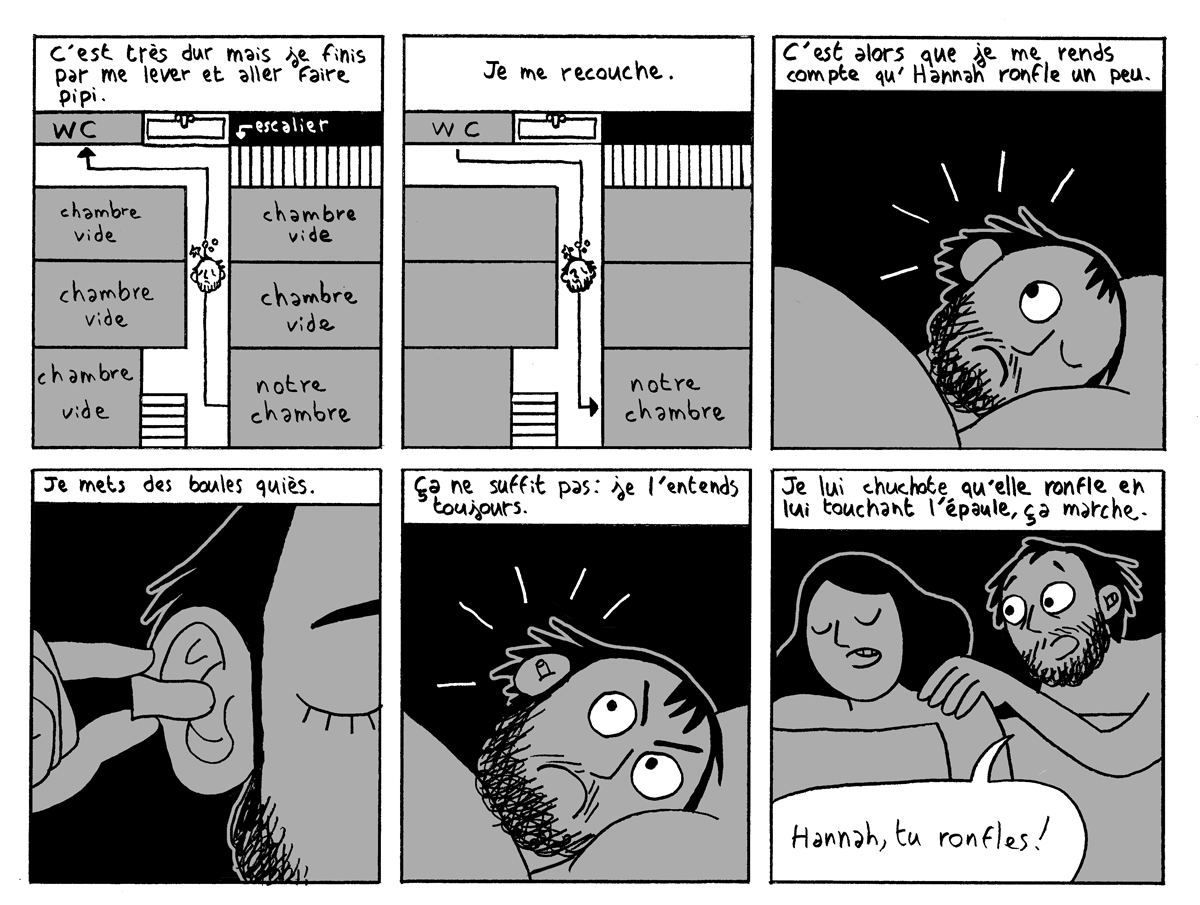 C'est très dur mais je finis
par me lever et aller faire
pipi.
WC
escalier
chambre
vide
chambre
vide
chambre
vide
chambre
vide
chambre
vide
notre
chambre
Je me recouche.
WC
notre
chambre
C'est alors que je me rends
compte qu'Hannah ronfle un peu.
Je mets des boules quiès.
Ça ne suffit pas: je l'entends
toujours.
Je lui chuchote qu'elle ronfle en
lui touchant l'épaule, ça marche.
Hannah, tu ronfles!